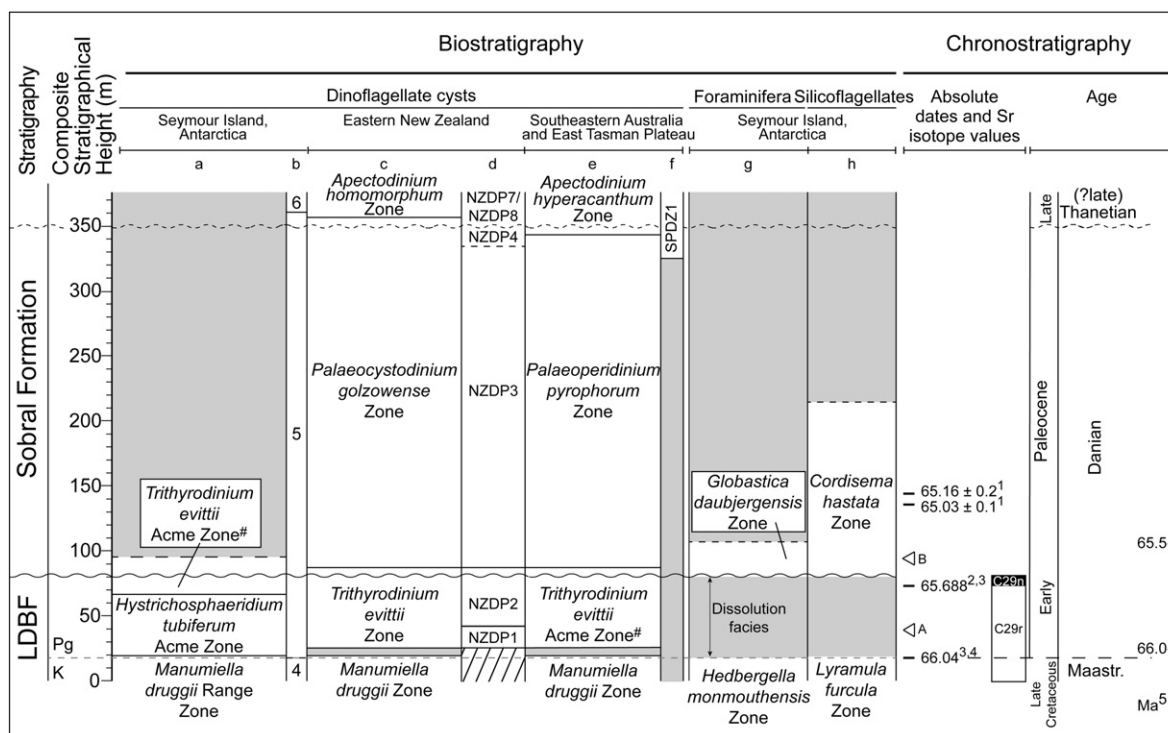 Biostratigraphy
Chronostratigraphy
Stratigraphy
Composite
Stratigraphical
Height (m)
Dinoflagellate cysts
Foraminifera
Silicoflagellates
Absolute
dates and Sr
isotope values
Age
Seymour Island,
Antarctica
Eastern New Zealand
Southeastern Australia
and East Tasman Plateau
Seymour Island,
Antarctica
a
b
c
d
e
f
g
h
Sobral Formation
LDBF
350
300
250
200
150
100
50
0
Pg
K
Trithyrodinium
evittii
Acme Zone#
Hystrichosphaeridium
tubiferum
Acme Zone
Manumiella
druggii Range
Zone
6
5
4
Apectodinium
homomorphum
Zone
Palaeocystodinium
golzowense
Zone
Trithyrodinium
evittii
Zone
Manumiella
druggii Zone
NZDP7/
NZDP8
NZDP4
NZDP3
NZDP2
NZDP1
Apectodinium
hyperacanthum
Zone
Palaeoperidinium
pyrophorum
Zone
Trithyrodinium
evittii
Acme Zone#
Manumiella
druggii Zone
SPDZ1
Globastica
daubjergensis
Zone
Dissolution
facies
Hedbergella
monmouthensis
Zone
Cordisema
hastata
Zone
Lyramula
furcula
Zone
65.16 ± 0.2¹
65.03 ± 0.1¹
B
65.688²,³
A
66.04³,⁴
C29n
C29r
Late
Paleocene
Early
Late
Cretaceous
(?late)
Thanetian
Danian
Maastr.
65.5
66.0
Ma⁵